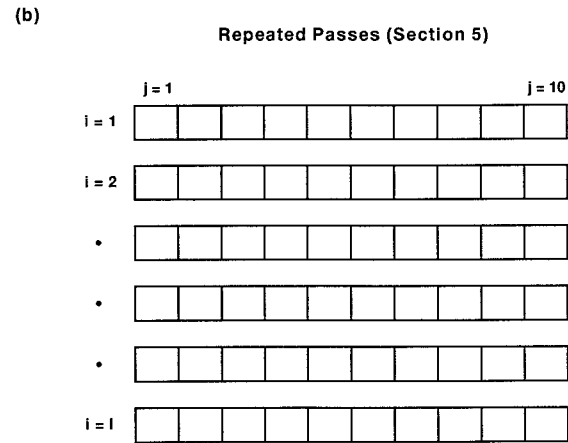 (b)
Repeated Passes (Section 5)
j = 1 j = 10
i = 1
i = 2
•
•
•
i = I